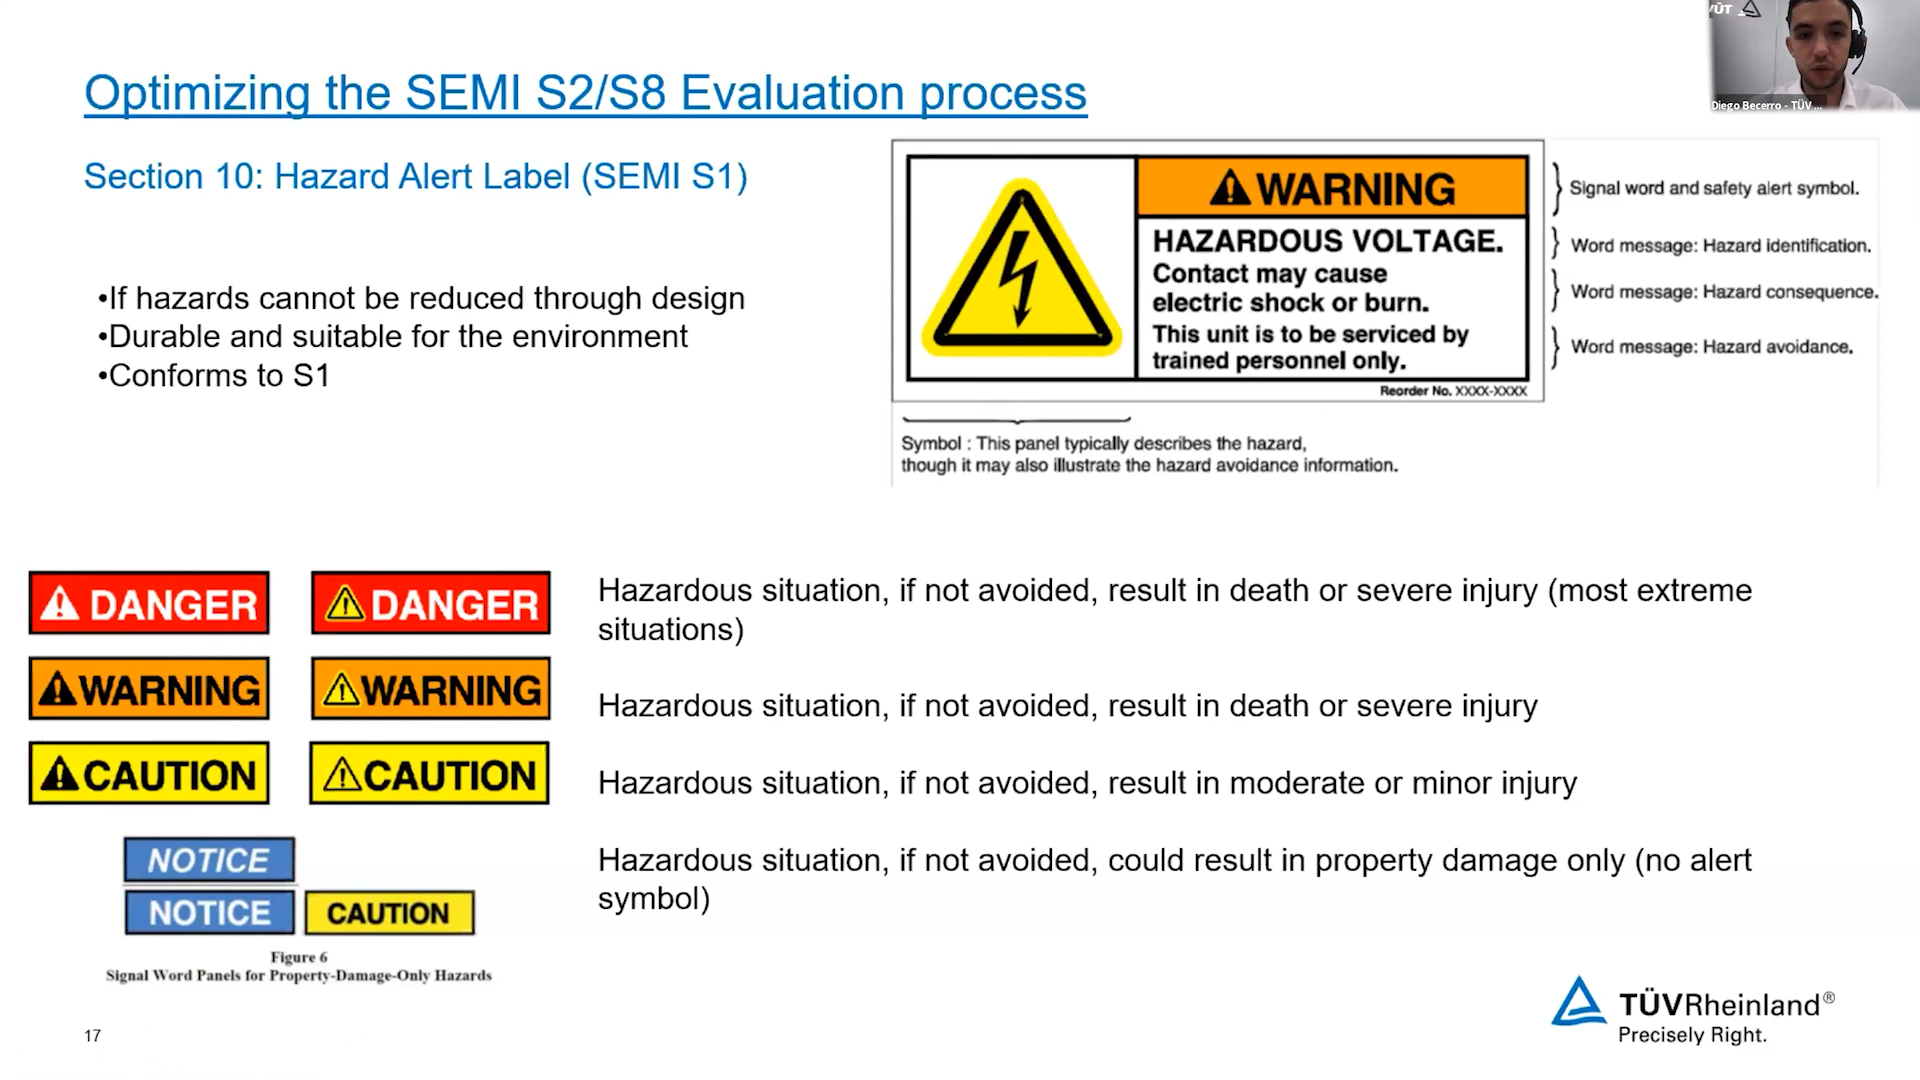 Optimizing the SEMI S2/S8 Evaluation process
Diego Becerro - TÜV ...
Section 10: Hazard Alert Label (SEMI S1)
•If hazards cannot be reduced through design
•Durable and suitable for the environment
•Conforms to S1
WARNING
HAZARDOUS VOLTAGE.
Contact may cause
electric shock or burn.
This unit is to be serviced by
trained personnel only.
Reorder No. XXXX-XXXX
Signal word and safety alert symbol.
Word message: Hazard identification.
Word message: Hazard consequence.
Word message: Hazard avoidance.
Symbol : This panel typically describes the hazard,
though it may also illustrate the hazard avoidance information.
DANGER DANGER
Hazardous situation, if not avoided, result in death or severe injury (most extreme
situations)
WARNING WARNING
Hazardous situation, if not avoided, result in death or severe injury
CAUTION CAUTION
Hazardous situation, if not avoided, result in moderate or minor injury
NOTICE
NOTICE CAUTION
Hazardous situation, if not avoided, could result in property damage only (no alert
symbol)
Figure 6
Signal Word Panels for Property-Damage-Only Hazards
17
TÜVRheinland®
Precisely Right.